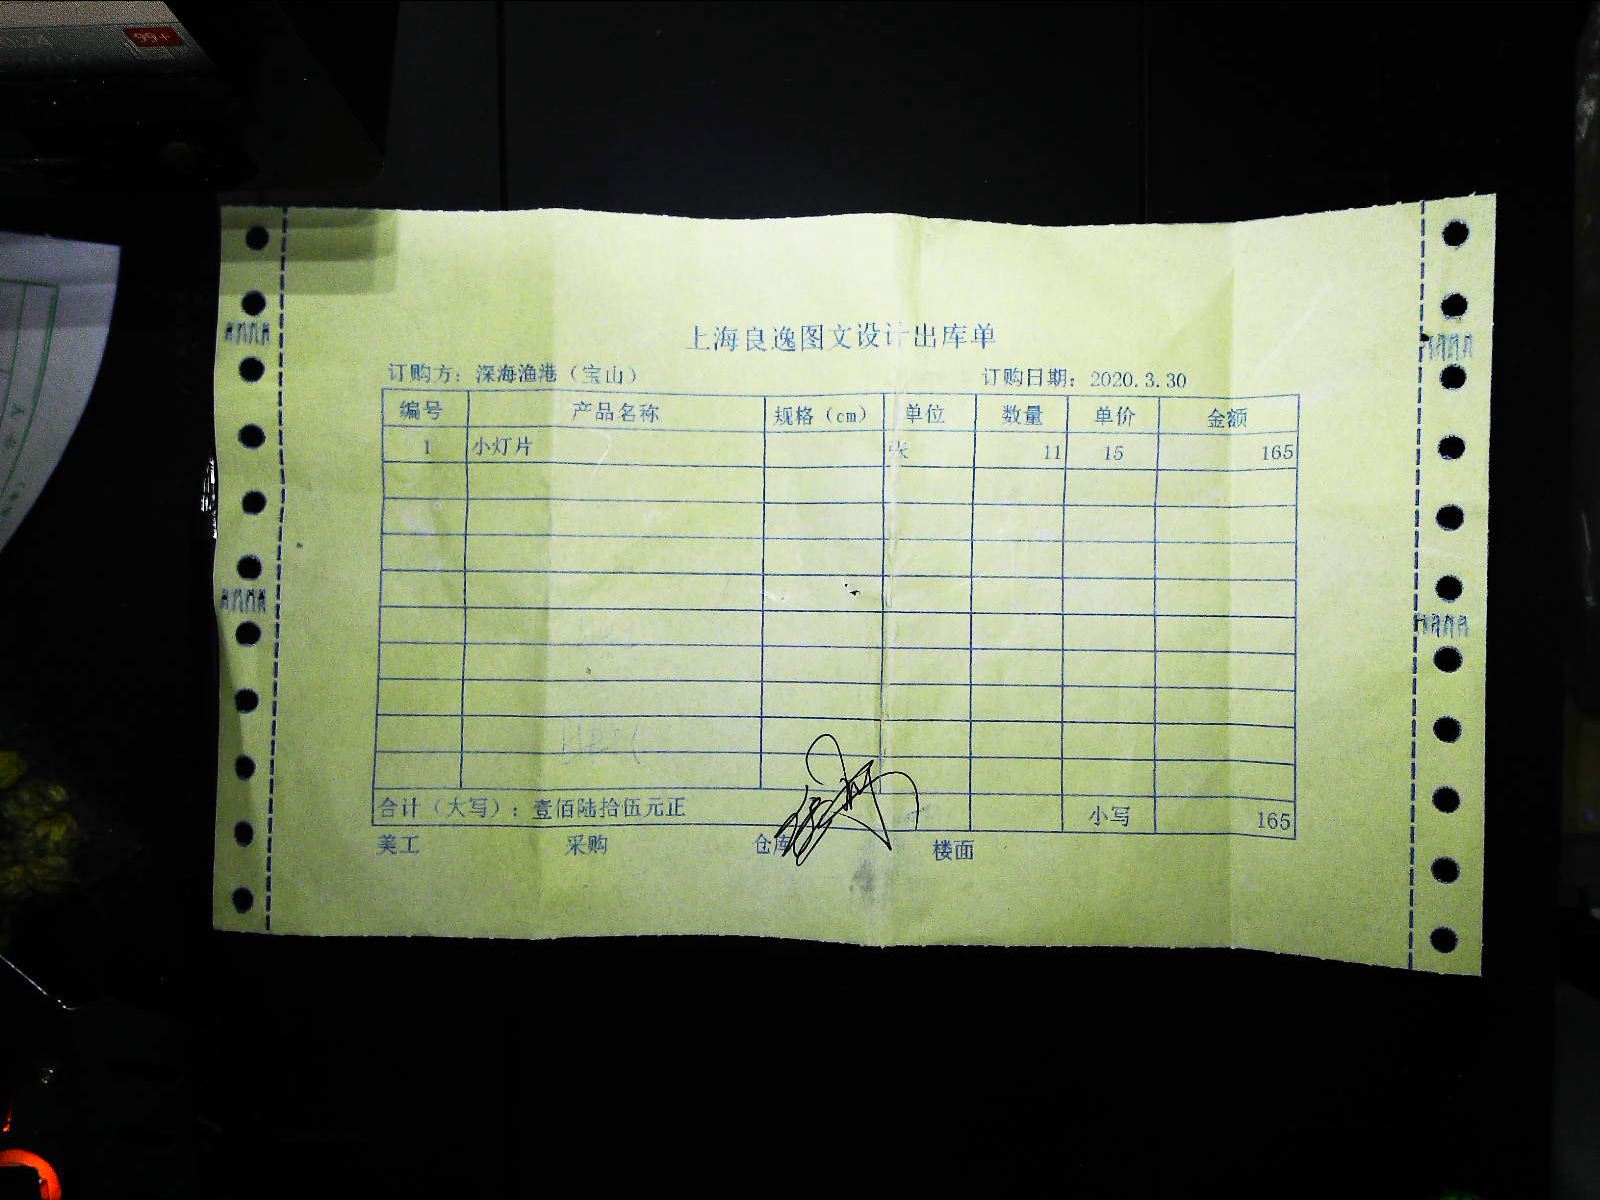 99+
上海良逸图文设计出库单
订购方：深海渔港（宝山） 订购日期：2020.3.30
编号 产品名称 规格（cm） 单位 数量 单价 金额
1 小灯片 张 11 15 165
合计（大写）：壹佰陆拾伍元正 小写 165
美工 采购 仓库 楼面